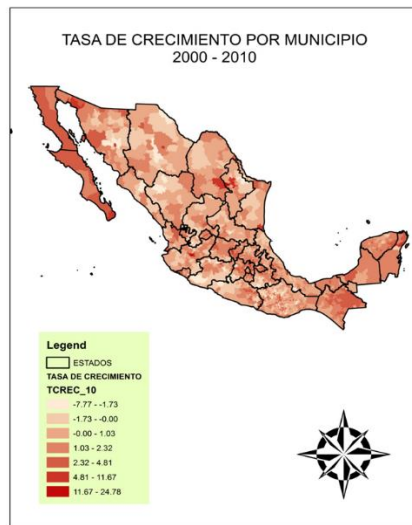 TASA DE CRECIMIENTO POR MUNICIPIO
2000 - 2010
Legend
ESTADOS
TASA DE CRECIMIENTO
TCREC_10
-7.77 - -1.73
-1.73 - -0.00
-0.00 - 1.03
1.03 - 2.32
2.32 - 4.81
4.81 - 11.67
11.67 - 24.78